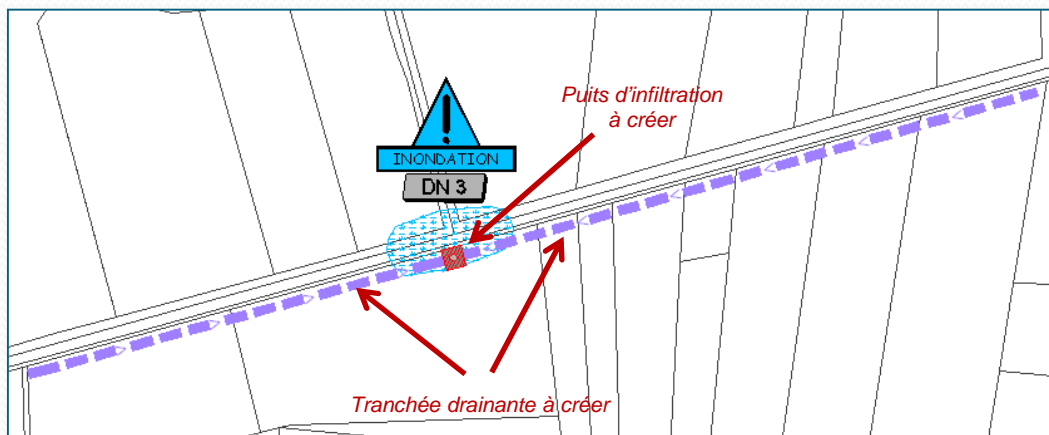 Puits d'infiltration
à créer
!
INONDATION
DN 3
Tranchée drainante à créer